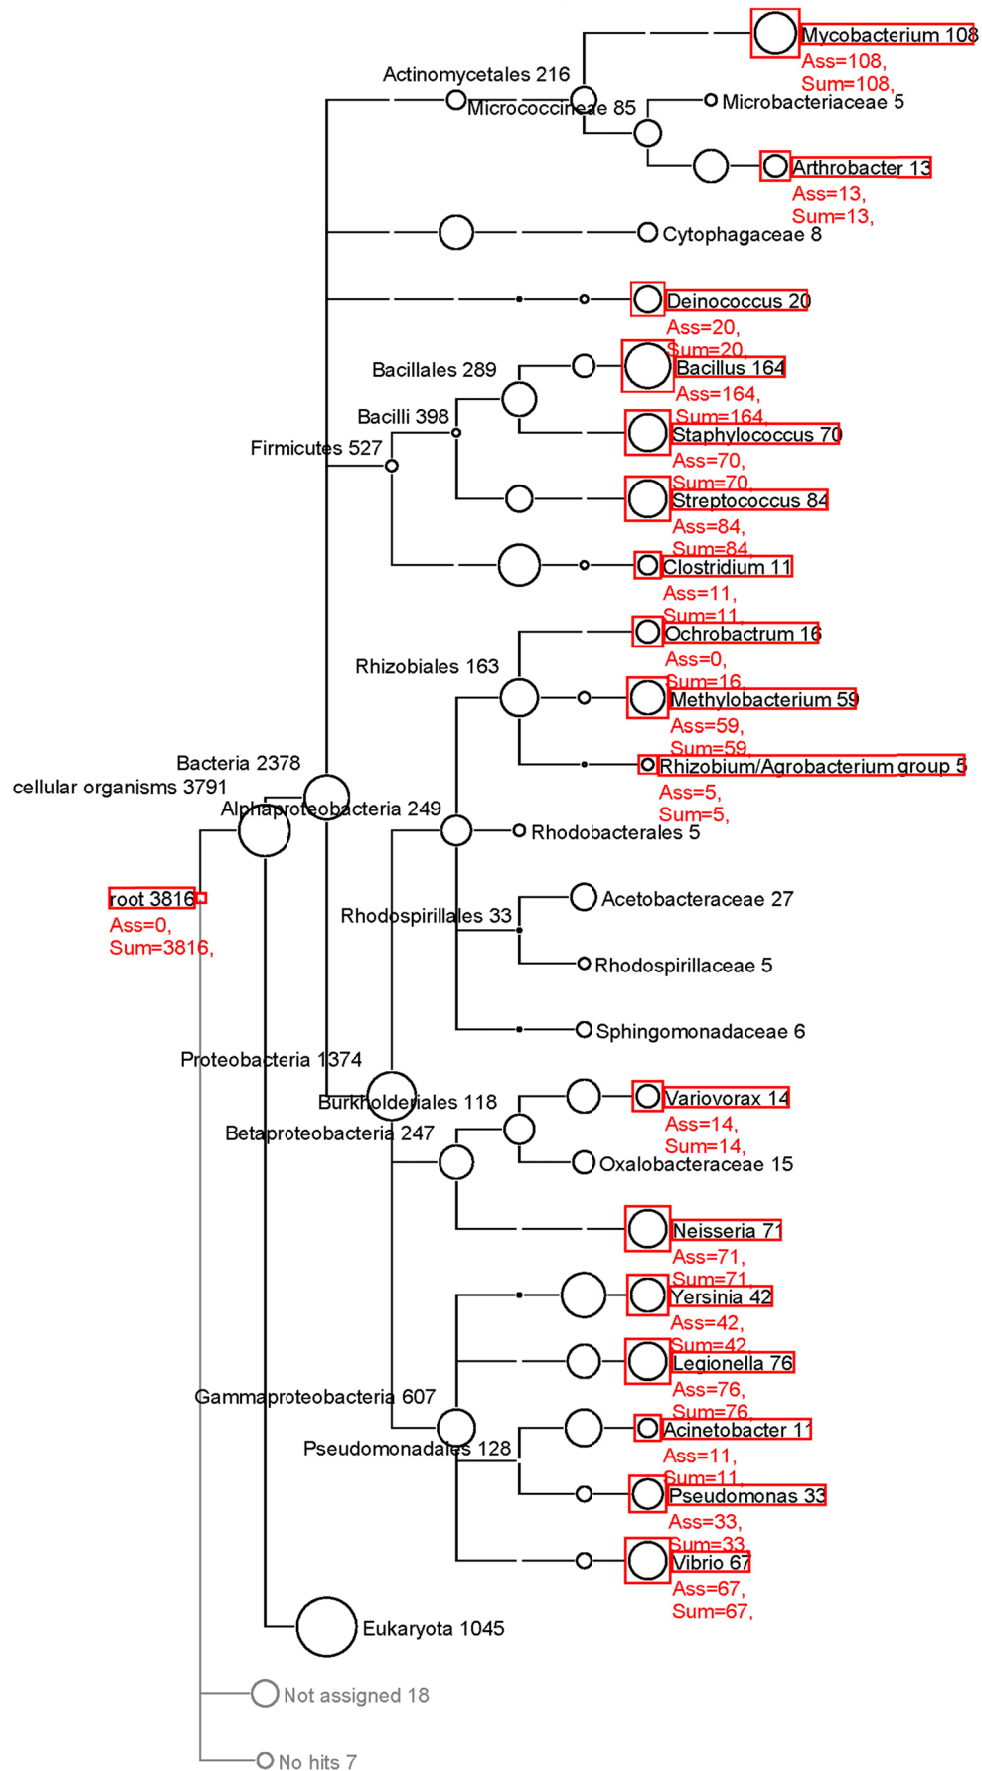 Mycobacterium 108
Ass=108,
Sum=108,
Actinomycetales 216
Micrococcineae 85
Microbacteriaceae 5
Arthrobacter 13
Ass=13,
Sum=13,
Cytophagaceae 8
Deinococcus 20
Ass=20,
Sum=20,
Bacillus 164
Ass=164,
Sum=164,
Bacillales 289
Bacilli 398
Staphylococcus 70
Ass=70,
Sum=70,
Firmicutes 527
Streptococcus 84
Ass=84,
Sum=84,
Clostridium 11
Ass=11,
Sum=11,
Ochrobactrum 16
Ass=0,
Sum=16,
Rhizobiales 163
Methylobacterium 59
Ass=59,
Sum=59,
Rhizobium/Agrobacterium group 5
Ass=5,
Sum=5,
Bacteria 2378
cellular organisms 3791
Alphaproteobacteria 249
Rhodobacterales 5
root 3816
Ass=0,
Sum=3816,
Acetobacteraceae 27
Rhodospirillales 33
Rhodospirillaceae 5
Sphingomonadaceae 6
Proteobacteria 1374
Burkholderiales 118
Variovorax 14
Ass=14,
Sum=14,
Betaproteobacteria 247
Oxalobacteraceae 15
Neisseria 71
Ass=71,
Sum=71,
Yersinia 42
Ass=42,
Sum=42,
Legionella 76
Ass=76,
Sum=76,
Gammaproteobacteria 607
Acinetobacter 11
Ass=11,
Sum=11,
Pseudomonadales 128
Pseudomonas 33
Ass=33,
Sum=33,
Vibrio 67
Ass=67,
Sum=67,
Eukaryota 1045
Not assigned 18
No hits 7